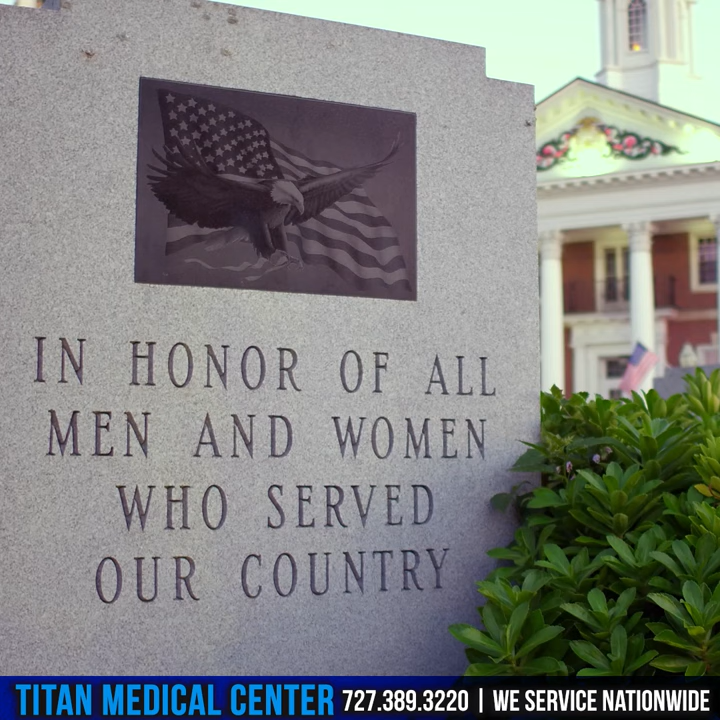 IN HONOR OF ALL
MEN AND WOMEN
WHO SERVED
OUR COUNTRY
TITAN MEDICAL CENTER 727.389.3220 | WE SERVICE NATIONWIDE